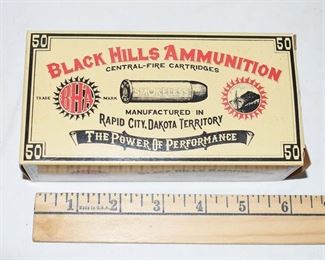 50 50
BLACK HILLS AMMUNITION
CENTRAL-FIRE CARTRIDGES
SMOKELESS
TRADE BHA MARK
MANUFACTURED IN
RAPID CITY, DAKOTA TERRITORY
THE POWER OF PERFORMANCE
50 50
1 2 3 4 5 6